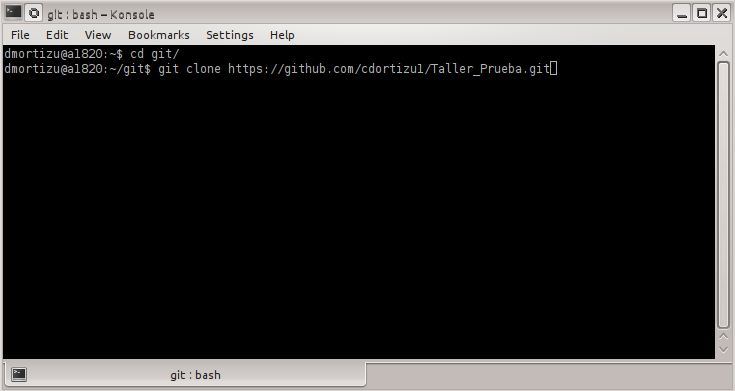 git : bash – Konsole
File Edit View Bookmarks Settings Help
dmortizu@a1820:~$ cd git/
dmortizu@a1820:~/git$ git clone https://github.com/cdortizu1/Taller_Prueba.git
git : bash